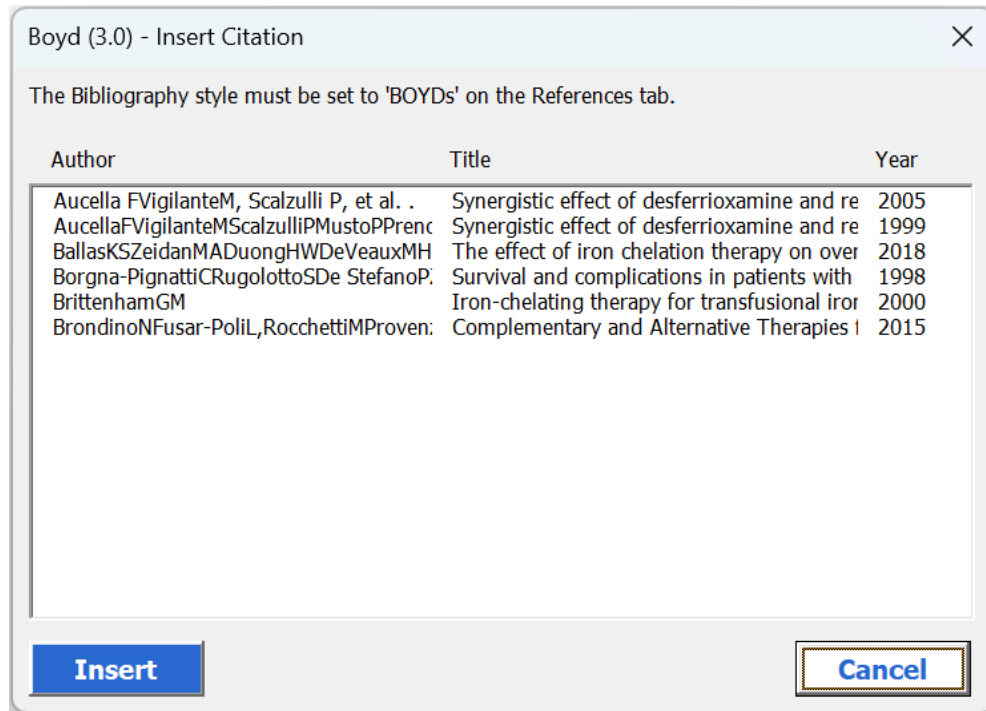 Boyd (3.0) - Insert Citation
The Bibliography style must be set to 'BOYDs' on the References tab.
Author Title Year
Aucella FVigilanteM, Scalzulli P, et al. . Synergistic effect of desferrioxamine and re 2005
AucellaFVigilanteMScalzulliPMustoPPrenc Synergistic effect of desferrioxamine and re 1999
BallasKSZeidanMADuongHWDeVeauxMH The effect of iron chelation therapy on over 2018
Borgna-PignattiCRugolottoSDe StefanoP Survival and complications in patients with 1998
BrittenhamGM Iron-chelating therapy for transfusional iror 2000
BrondinoNFusar-PoliL,RocchettiMProven Complementary and Alternative Therapies 2015
Insert
Cancel